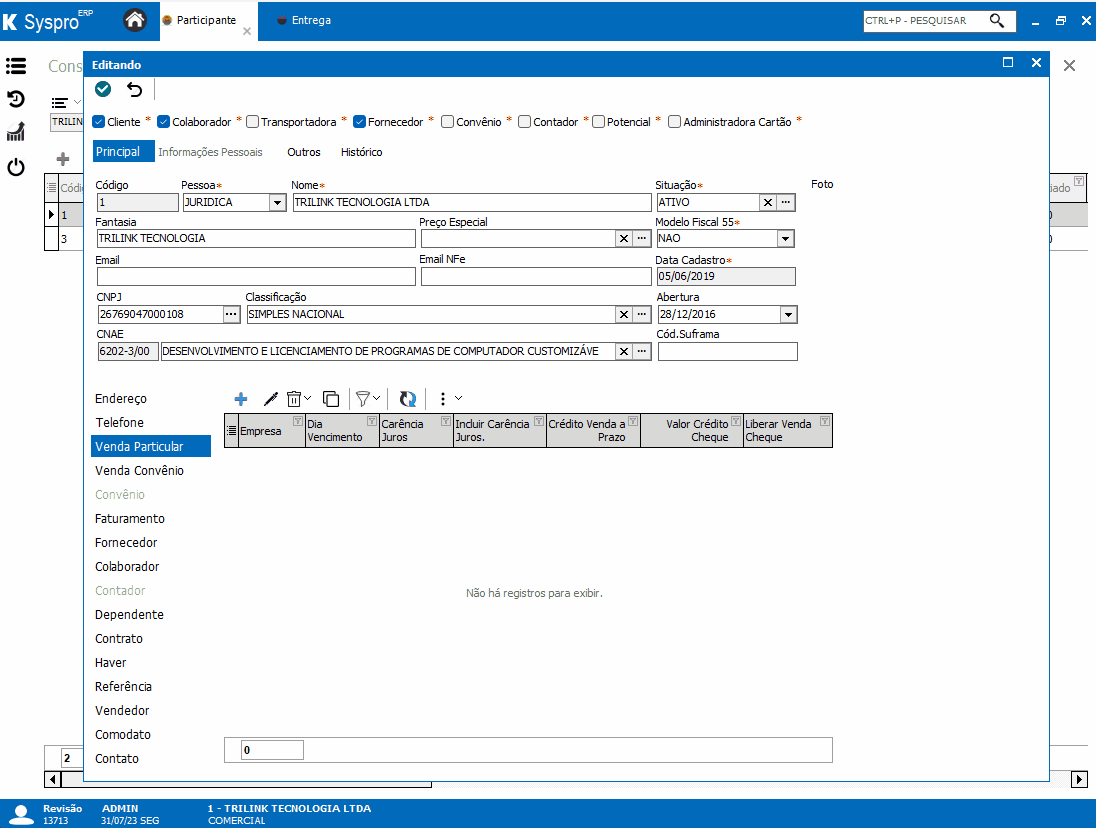 K Syspro ERP
Participante
Entrega
CTRL+P - PESQUISAR
Cons
Editando
TRILIN
Cliente * Colaborador * Transportadora * Fornecedor * Convênio * Contador * Potencial * Administradora Cartão *
Principal Informações Pessoais Outros Histórico
Código Pessoa* Nome* Situação* Foto
1 JURIDICA TRILINK TECNOLOGIA LTDA ATIVO
Fantasia Preço Especial Modelo Fiscal 55*
TRILINK TECNOLOGIA NAO
Email Email NFe Data Cadastro*
05/06/2019
CNPJ Classificação Abertura
26769047000108 SIMPLES NACIONAL 28/12/2016
CNAE Cód.Suframa
6202-3/00 DESENVOLVIMENTO E LICENCIAMENTO DE PROGRAMAS DE COMPUTADOR CUSTOMIZÁVE
Códi
iado
1
3
Endereço
Telefone
Venda Particular
Venda Convênio
Convênio
Faturamento
Fornecedor
Colaborador
Contador
Dependente
Contrato
Haver
Referência
Vendedor
Comodato
Contato
Empresa
Dia
Vencimento
Carência
Juros
Incluir Carência
Juros.
Crédito Venda a
Prazo
Valor Crédito
Cheque
Liberar Venda
Cheque
Não há registros para exibir.
0
2
Revisão ADMIN 1 - TRILINK TECNOLOGIA LTDA
13713 31/07/23 SEG COMERCIAL